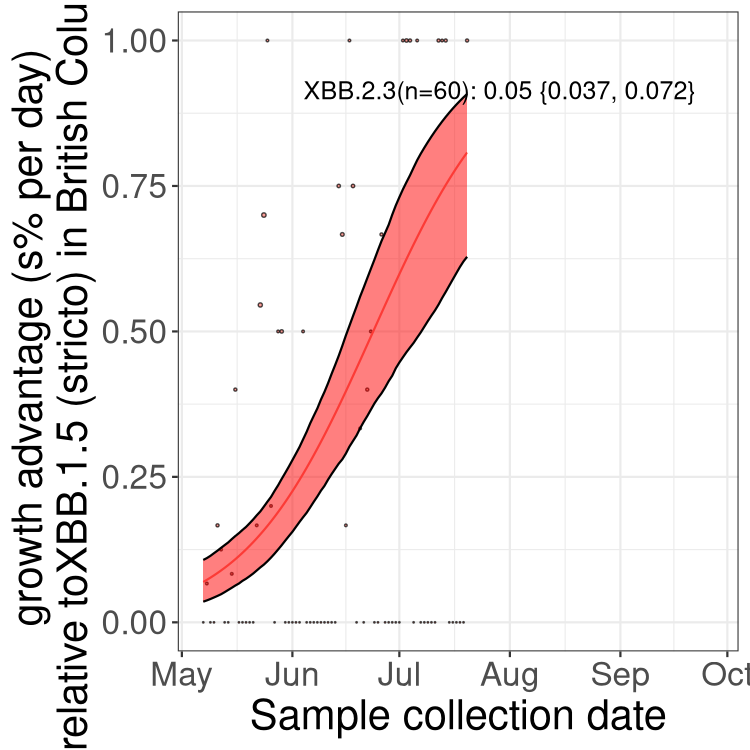 growth advantage (s% per day)
relative toXBB.1.5 (stricto) in British Colu
1.00
0.75
0.50
0.25
0.00
XBB.2.3(n=60): 0.05 {0.037, 0.072}
May Jun Jul Aug Sep Oct
Sample collection date